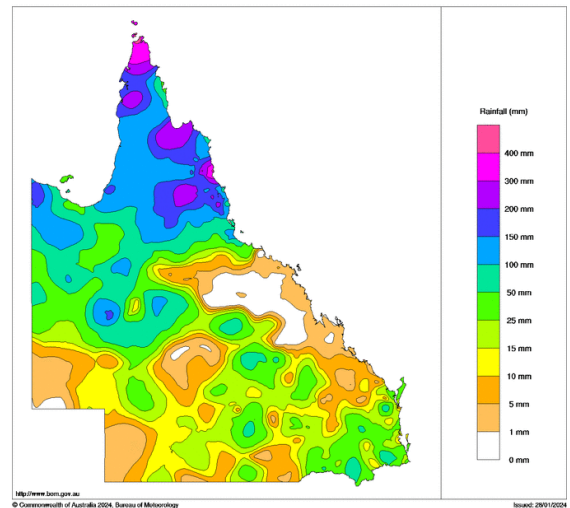 Rainfall (mm)
400 mm
300 mm
200 mm
150 mm
100 mm
50 mm
25 mm
15 mm
10 mm
5 mm
1 mm
0 mm
http://www.bom.gov.au
© Commonwealth of Australia 2024, Bureau of Meteorology
Issued: 28/01/2024